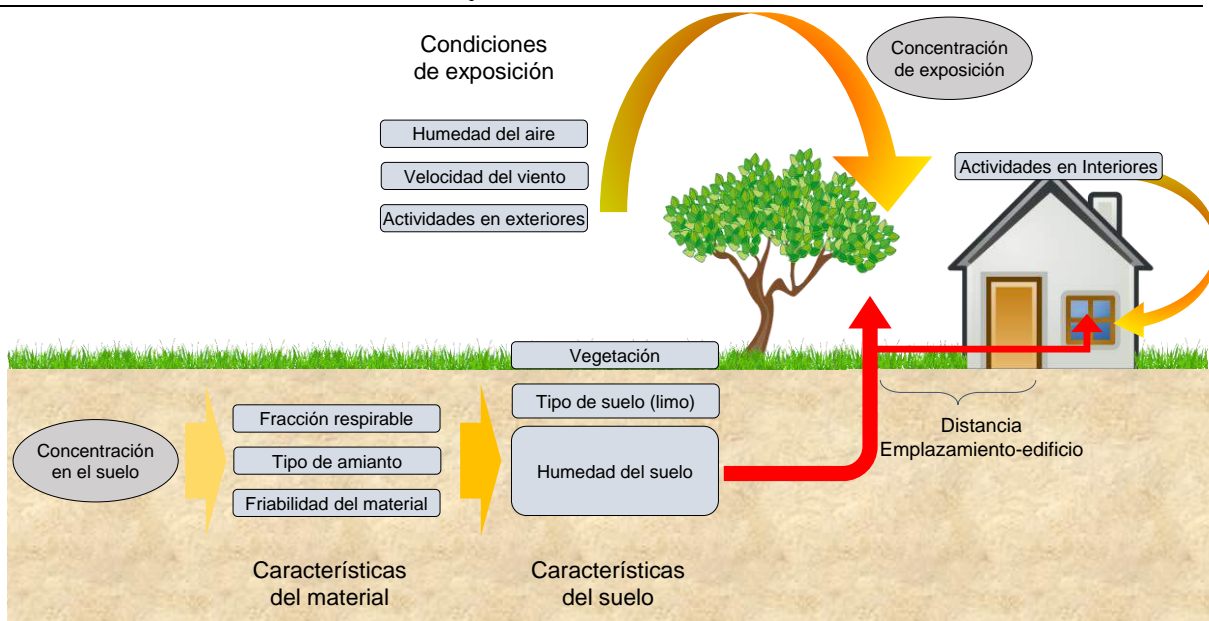 Condiciones
de exposición
Concentración
de exposición
Humedad del aire
Velocidad del viento
Actividades en exteriores
Actividades en Interiores
Vegetación
Tipo de suelo (limo)
Humedad del suelo
Fracción respirable
Tipo de amianto
Friabilidad del material
Concentración
en el suelo
Distancia
Emplazamiento-edificio
Características
del material
Características
del suelo